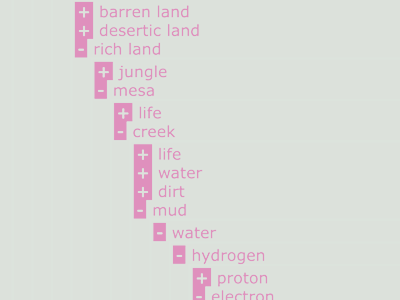 + barren land
+ desertic land
- rich land
+ jungle
- mesa
+ life
- creek
+ life
+ water
+ dirt
- mud
- water
- hydrogen
+ proton
- electron